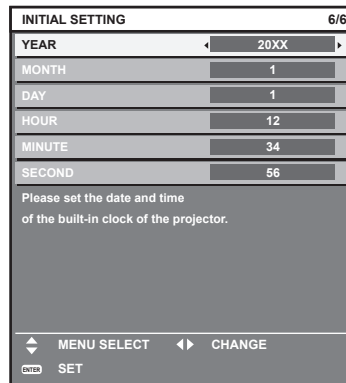 INITIAL SETTING 6/6
YEAR 20XX
MONTH 1
DAY 1
HOUR 12
MINUTE 34
SECOND 56
Please set the date and time
of the built-in clock of the projector.
MENU SELECT CHANGE
ENTER SET